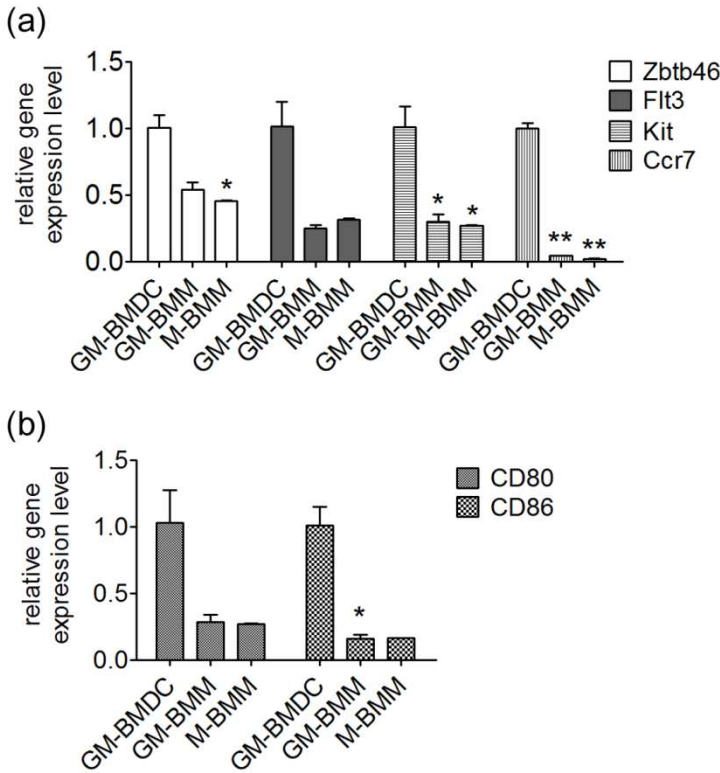 (a)
relative gene
expression level
1.5
1.0
0.5
0.0
* * * ** **
Zbtb46
Flt3
Kit
Ccr7
GM-BMDC GM-BMM M-BMM GM-BMDC GM-BMM M-BMM GM-BMDC GM-BMM M-BMM GM-BMDC GM-BMM M-BMM
(b)
relative gene
expression level
1.5
1.0
0.5
0.0
*
CD80
CD86
GM-BMDC GM-BMM M-BMM GM-BMDC GM-BMM M-BMM